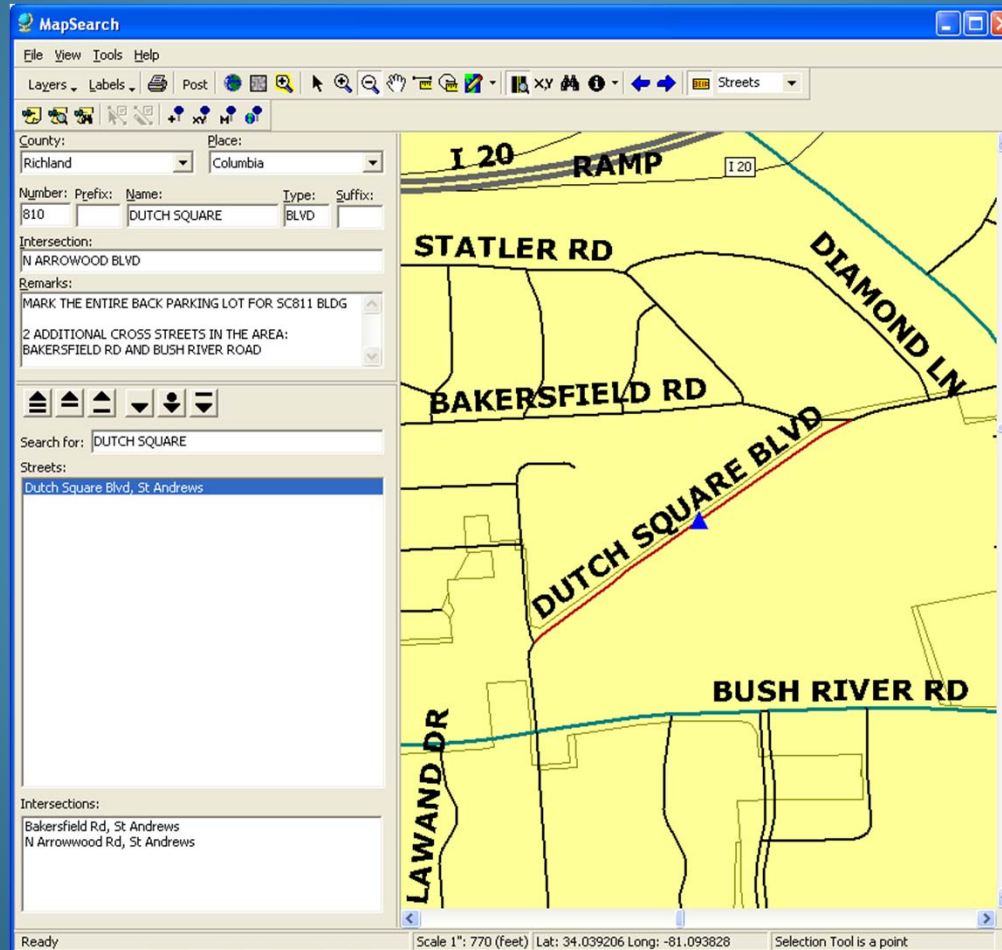 MapSearch
File View Tools Help
Layers Labels Post XY Streets
xy M
County: Place:
Richland Columbia
Number: Prefix: Name: Type: Suffix:
810 DUTCH SQUARE BLVD
Intersection:
N ARROWOOD BLVD
Remarks:
MARK THE ENTIRE BACK PARKING LOT FOR SC811 BLDG
2 ADDITIONAL CROSS STREETS IN THE AREA:
BAKERSFIELD RD AND BUSH RIVER ROAD
Search for: DUTCH SQUARE
Streets:
Dutch Square Blvd, St Andrews
Intersections:
Bakersfield Rd, St Andrews
N Arrowwood Rd, St Andrews
I 20
RAMP
I 20
STATLER RD
DIAMOND LN
BAKERSFIELD RD
DUTCH SQUARE BLVD
BUSH RIVER RD
LAWAND DR
Ready
Scale 1": 770 (feet) Lat: 34.039206 Long: -81.093828 Selection Tool is a point